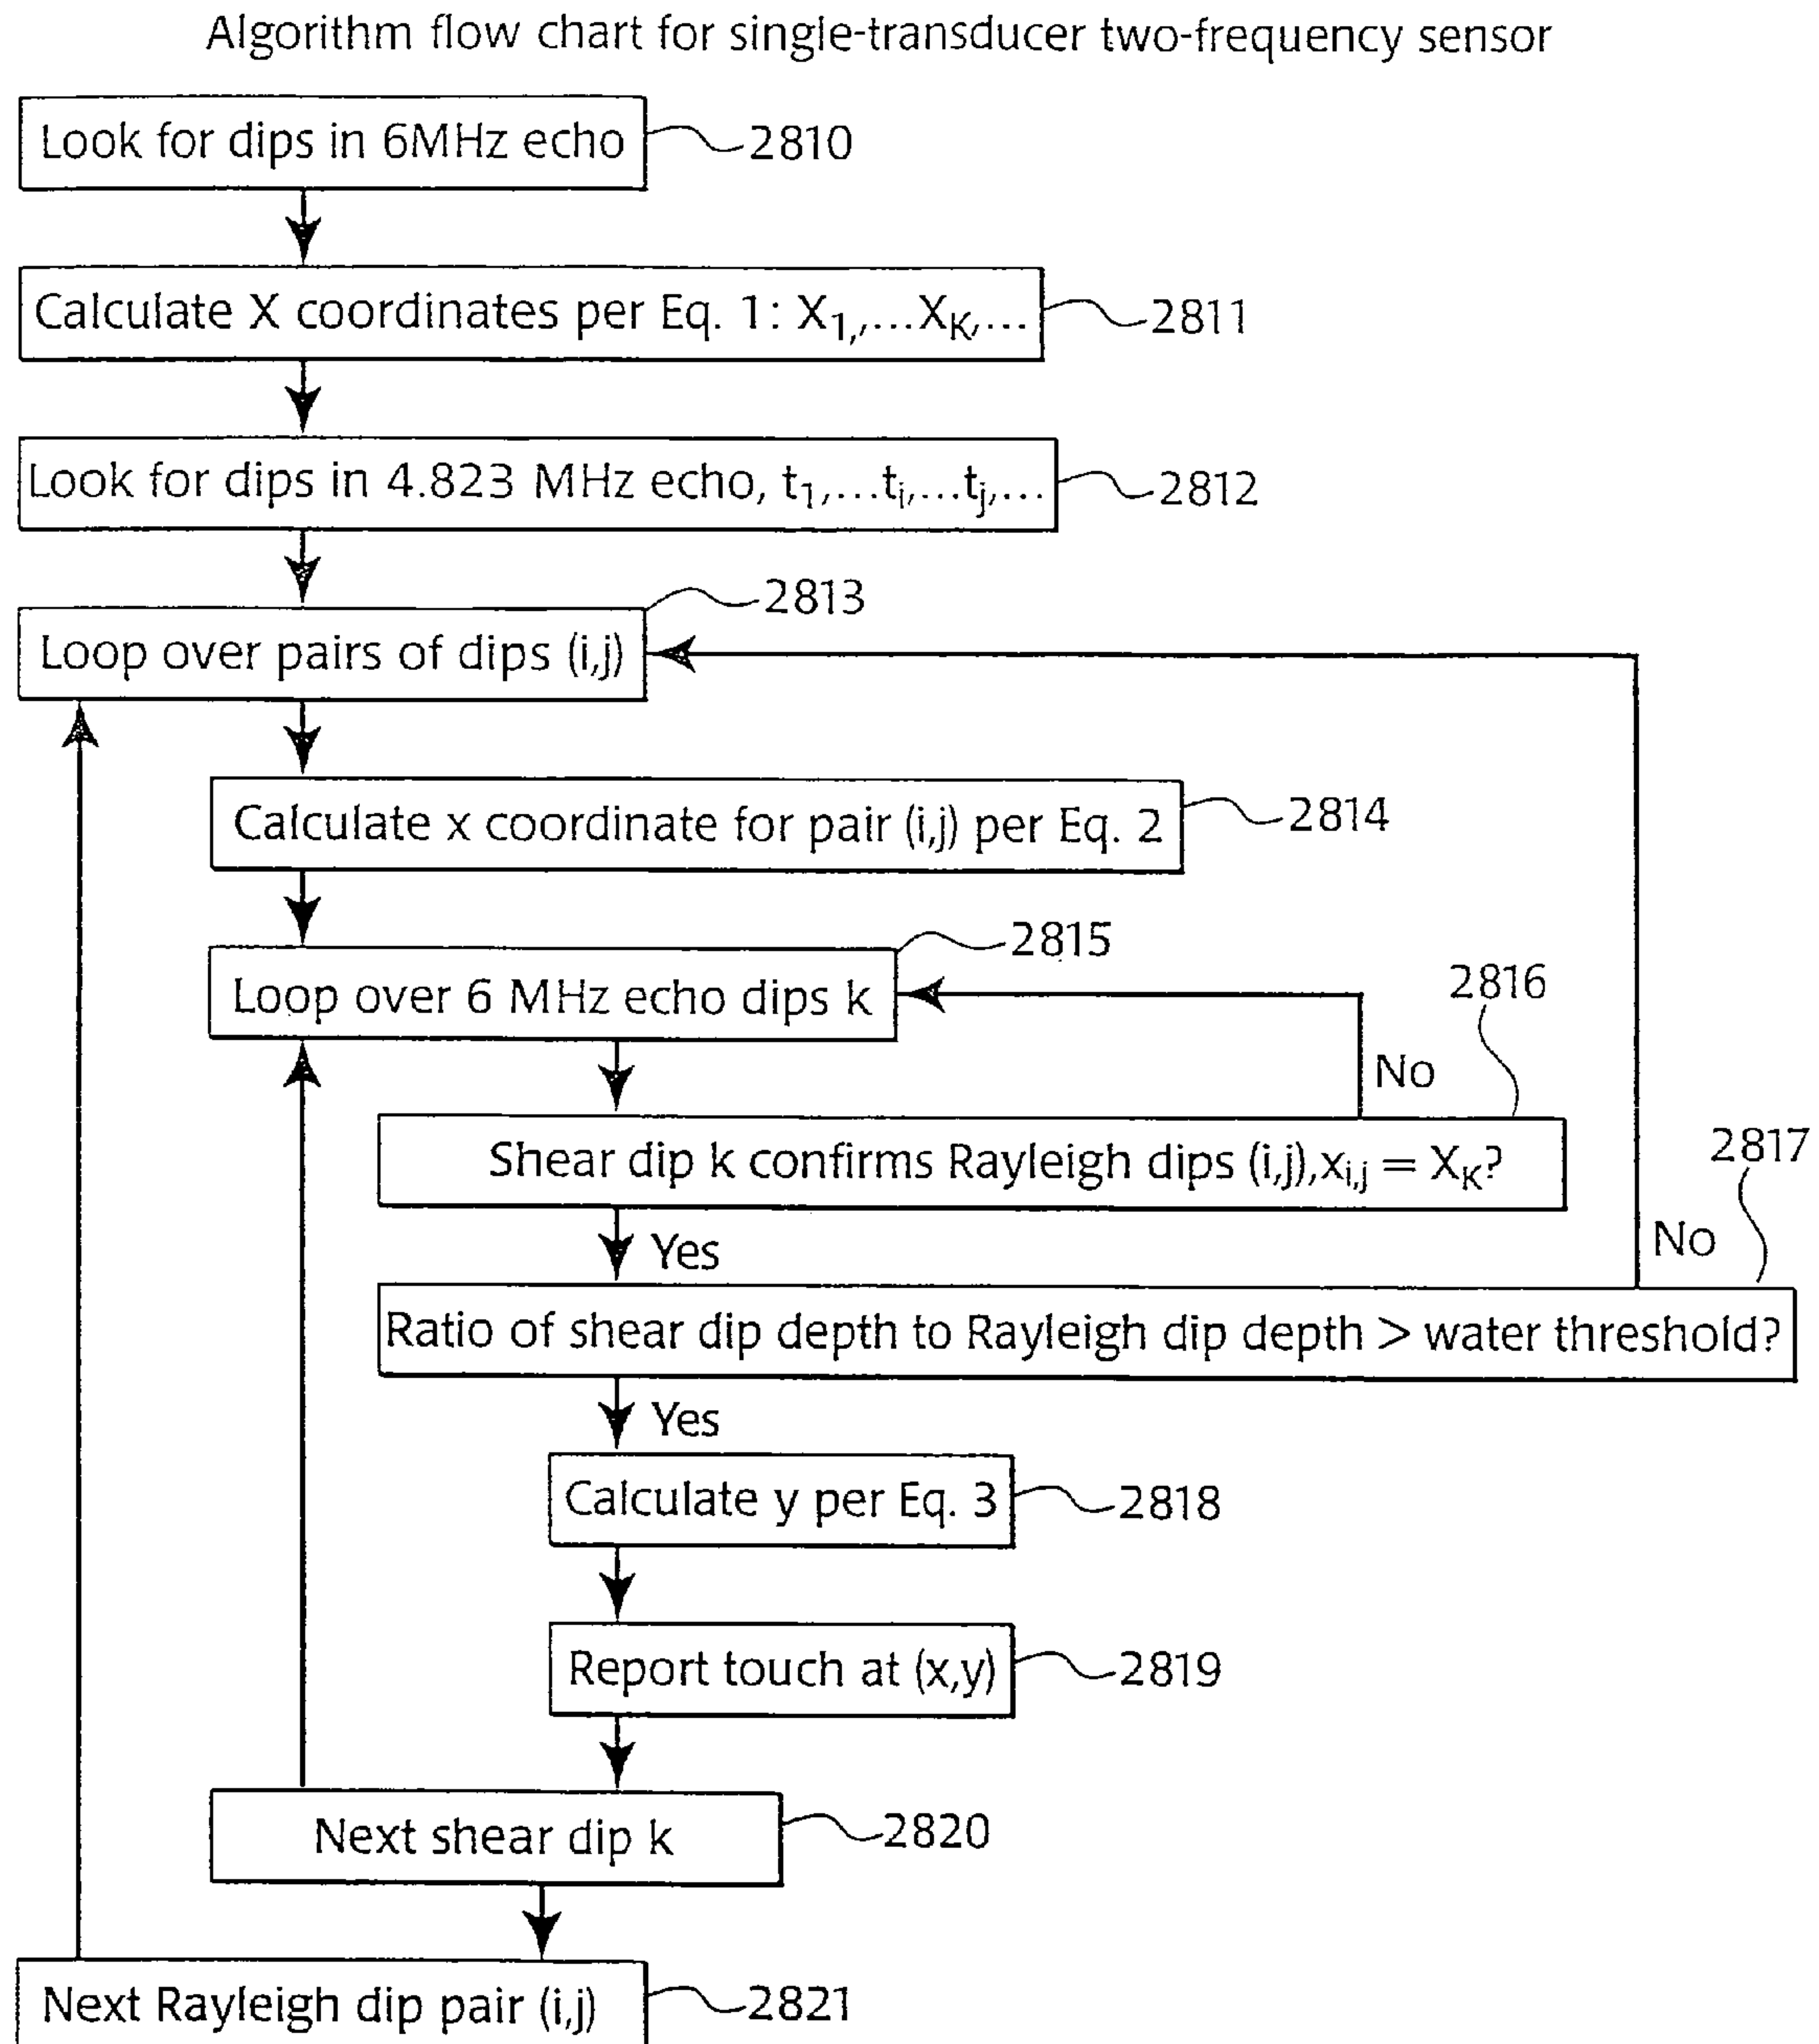 Algorithm flow chart for single-transducer two-frequency sensor
Look for dips in 6MHz echo
2810
Calculate X coordinates per Eq. 1: X₁,,...X_K,...
2811
Look for dips in 4.823 MHz echo, t₁,...tᵢ,...tⱼ,...
2812
2813
Loop over pairs of dips (i,j)
Calculate x coordinate for pair (i,j) per Eq. 2
2814
2815
Loop over 6 MHz echo dips k
2816
No
Shear dip k confirms Rayleigh dips (i,j),x_i,j = X_K?
2817
Yes
No
Ratio of shear dip depth to Rayleigh dip depth > water threshold?
Yes
Calculate y per Eq. 3
2818
Report touch at (x,y)
2819
Next shear dip k
2820
Next Rayleigh dip pair (i,j)
2821